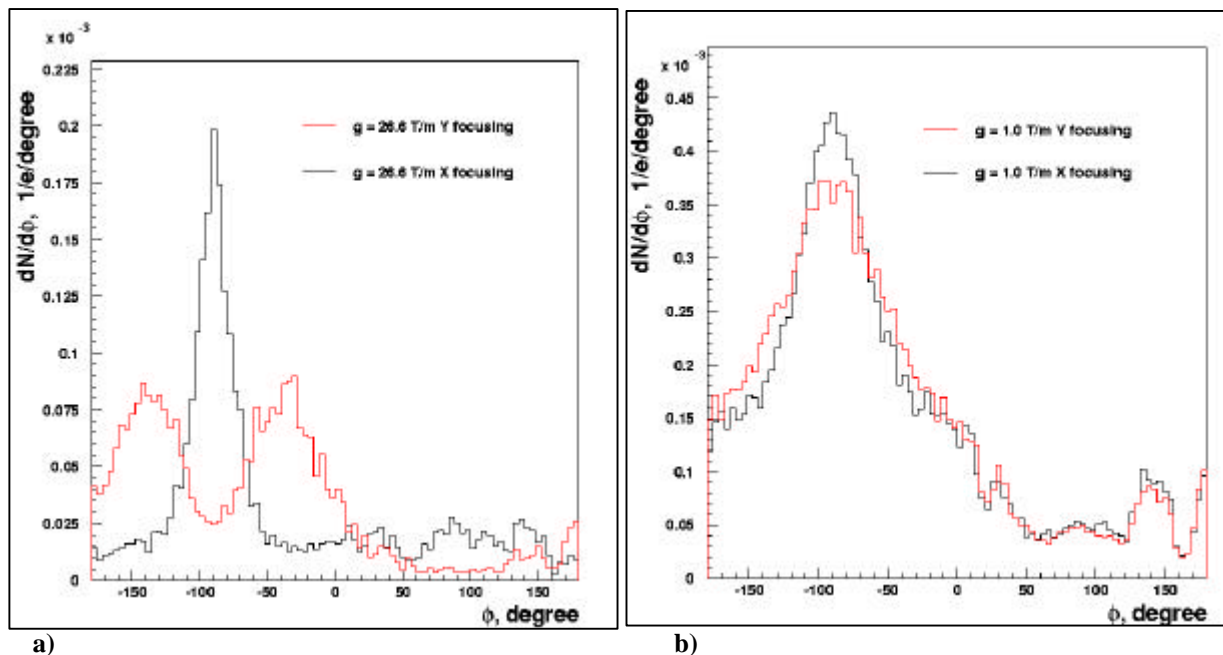 x 10 -3
0.225
0.2
0.175
0.15
0.125
0.1
0.075
0.05
0.025
0
dN/dϕ, 1/e/degree
g = 26.6 T/m Y focusing
g = 26.6 T/m X focusing
-150 -100 -50 0 50 100 150
ϕ, degree
a)
x 10 -3
0.45
0.4
0.35
0.3
0.25
0.2
0.15
0.1
0.05
0
dN/dϕ, 1/e/degree
g = 1.0 T/m Y focusing
g = 1.0 T/m X focusing
-150 -100 -50 0 50 100 150
ϕ, degree
b)